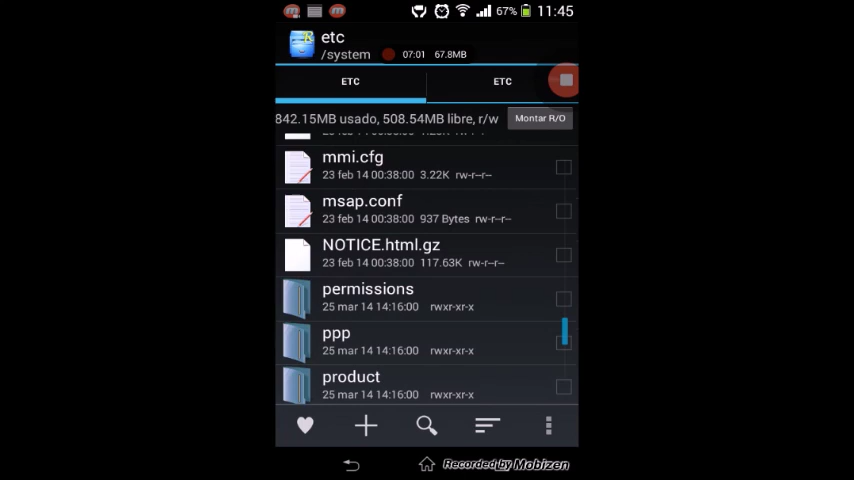 67% 11:45
etc
/system 07:01 67.8MB
ETC ETC
842.15MB usado, 508.54MB libre, r/w Montar R/O
mmi.cfg
23 feb 14 00:38:00 3.22K rw-r--r--
msap.conf
23 feb 14 00:38:00 937 Bytes rw-r--r--
NOTICE.html.gz
23 feb 14 00:38:00 117.63K rw-r--r--
permissions
25 mar 14 14:16:00 rwxr-xr-x
ppp
25 mar 14 14:16:00 rwxr-xr-x
product
25 mar 14 14:16:00 rwxr-xr-x
Recorded by Mobizen